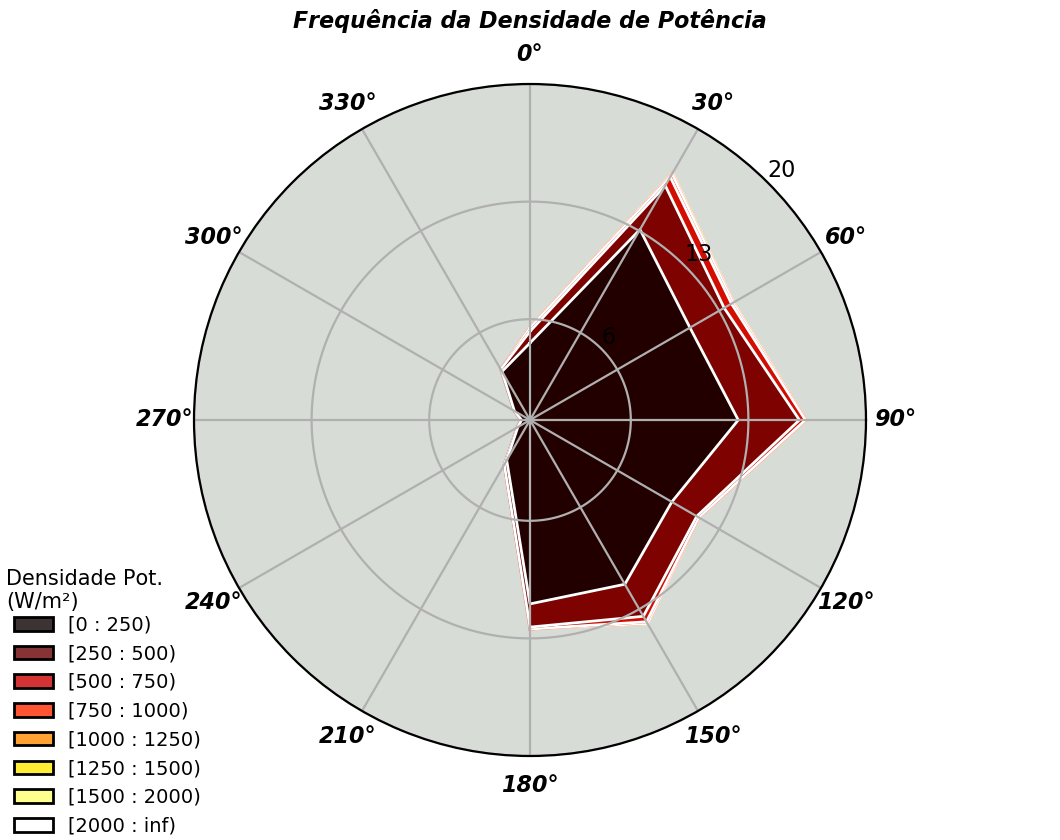 Frequência da Densidade de Potência
0°
330°
30°
20
300°
60°
13
6
270°
90°
240°
120°
210°
150°
180°
Densidade Pot.
(W/m²)
[0 : 250)
[250 : 500)
[500 : 750)
[750 : 1000)
[1000 : 1250)
[1250 : 1500)
[1500 : 2000)
[2000 : inf)